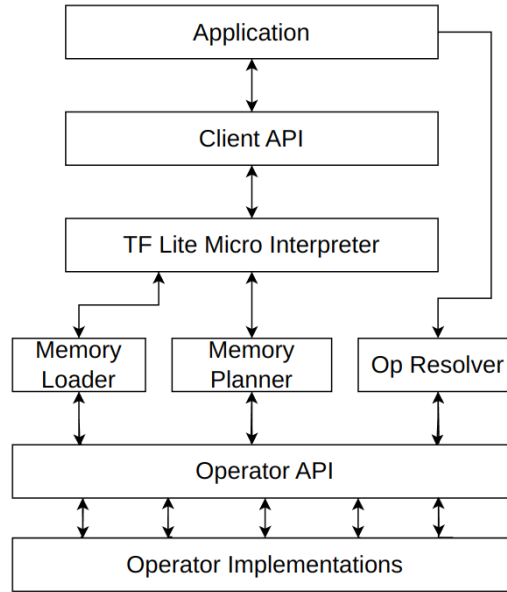 Application
Client API
TF Lite Micro Interpreter
Memory
Loader
Memory
Planner
Op Resolver
Operator API
Operator Implementations